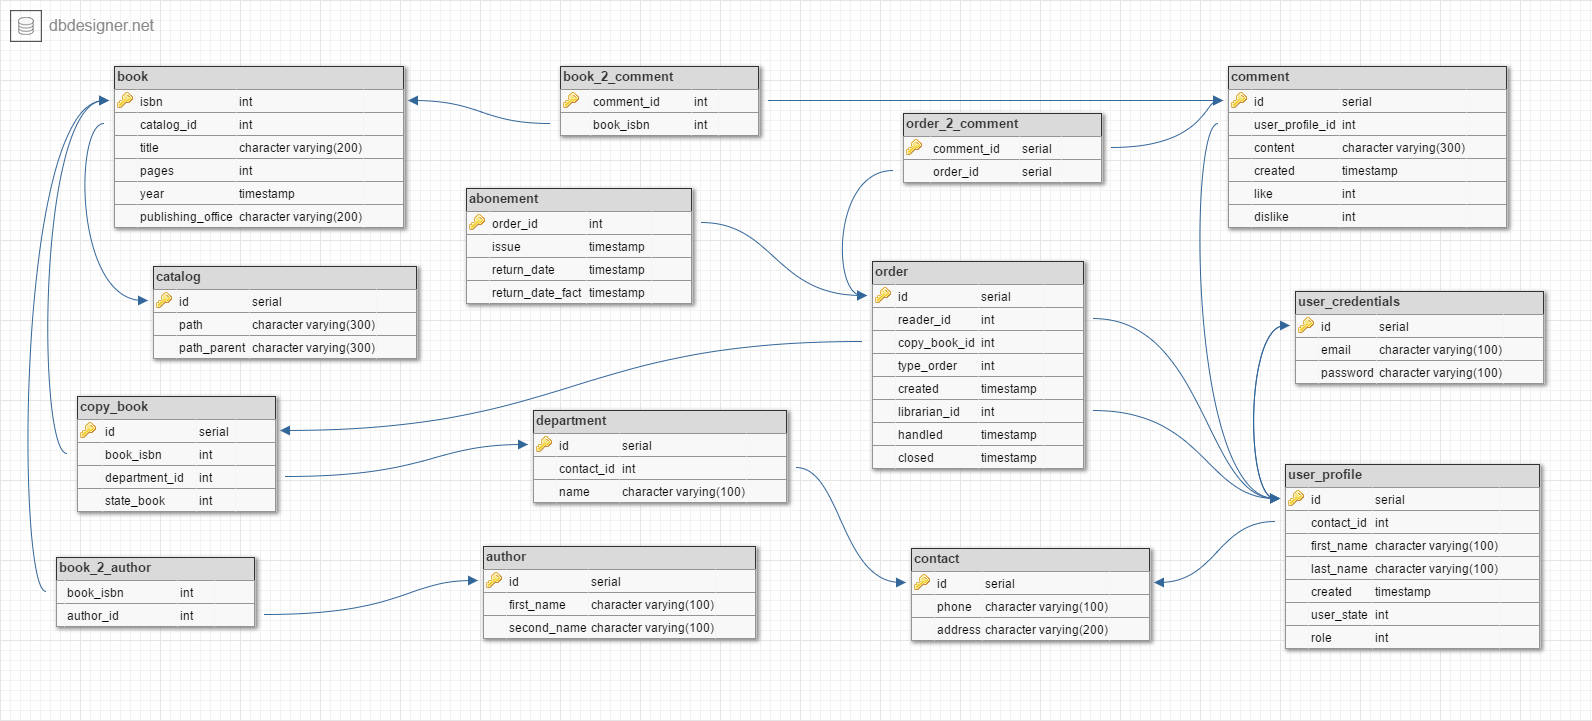 dbdesigner.net
book
isbn int
catalog_id int
title character varying(200)
pages int
year timestamp
publishing_office character varying(200)
book_2_comment
comment_id int
book_isbn int
comment
id serial
user_profile_id int
content character varying(300)
created timestamp
like int
dislike int
order_2_comment
comment_id serial
order_id serial
abonement
order_id int
issue timestamp
return_date timestamp
return_date_fact timestamp
catalog
id serial
path character varying(300)
path_parent character varying(300)
order
id serial
reader_id int
copy_book_id int
type_order int
created timestamp
librarian_id int
handled timestamp
closed timestamp
user_credentials
id serial
email character varying(100)
password character varying(100)
copy_book
id serial
book_isbn int
department_id int
state_book int
department
id serial
contact_id int
name character varying(100)
user_profile
id serial
contact_id int
first_name character varying(100)
last_name character varying(100)
created timestamp
user_state int
role int
book_2_author
book_isbn int
author_id int
author
id serial
first_name character varying(100)
second_name character varying(100)
contact
id serial
phone character varying(100)
address character varying(200)